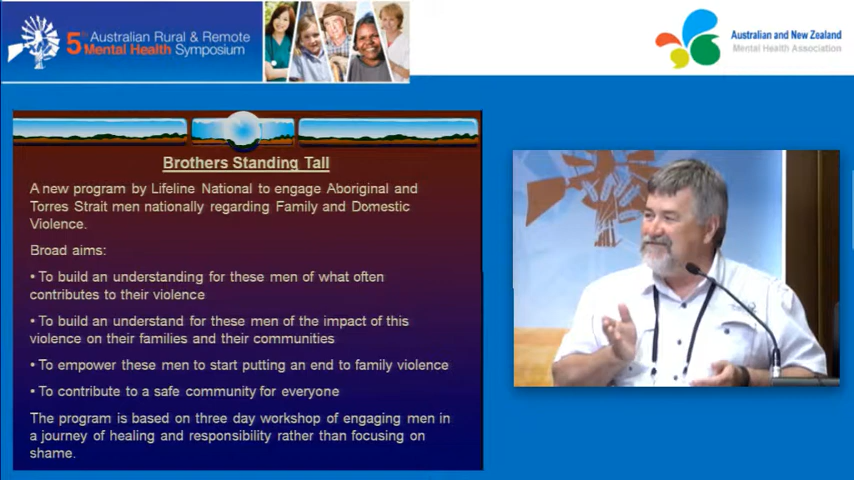 5th Australian Rural & Remote
Mental Health Symposium
Australian and New Zealand
Mental Health Association
Brothers Standing Tall
A new program by Lifeline National to engage Aboriginal and
Torres Strait men nationally regarding Family and Domestic
Violence.
Broad aims:
• To build an understanding for these men of what often
contributes to their violence
• To build an understand for these men of the impact of this
violence on their families and their communities
• To empower these men to start putting an end to family violence
• To contribute to a safe community for everyone
The program is based on three day workshop of engaging men in
a journey of healing and responsibility rather than focusing on
shame.